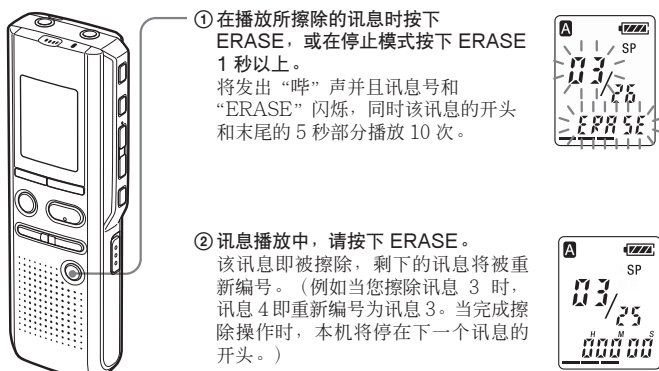 ① 在播放所擦除的讯息时按下
ERASE，或在停止模式按下 ERASE
1 秒以上。
将发出“哔”声并且讯息号和
“ERASE”闪烁，同时该讯息的开头
和末尾的 5 秒部分播放 10 次。
A
SP
03/26
ERASE
② 讯息播放中，请按下 ERASE。
该讯息即被擦除，剩下的讯息将被重
新编号。（例如当您擦除讯息 3 时，
讯息 4 即重新编号为讯息 3。当完成擦
除操作时，本机将停在下一个讯息的
开头。）
A
SP
03/25
H M S
00000